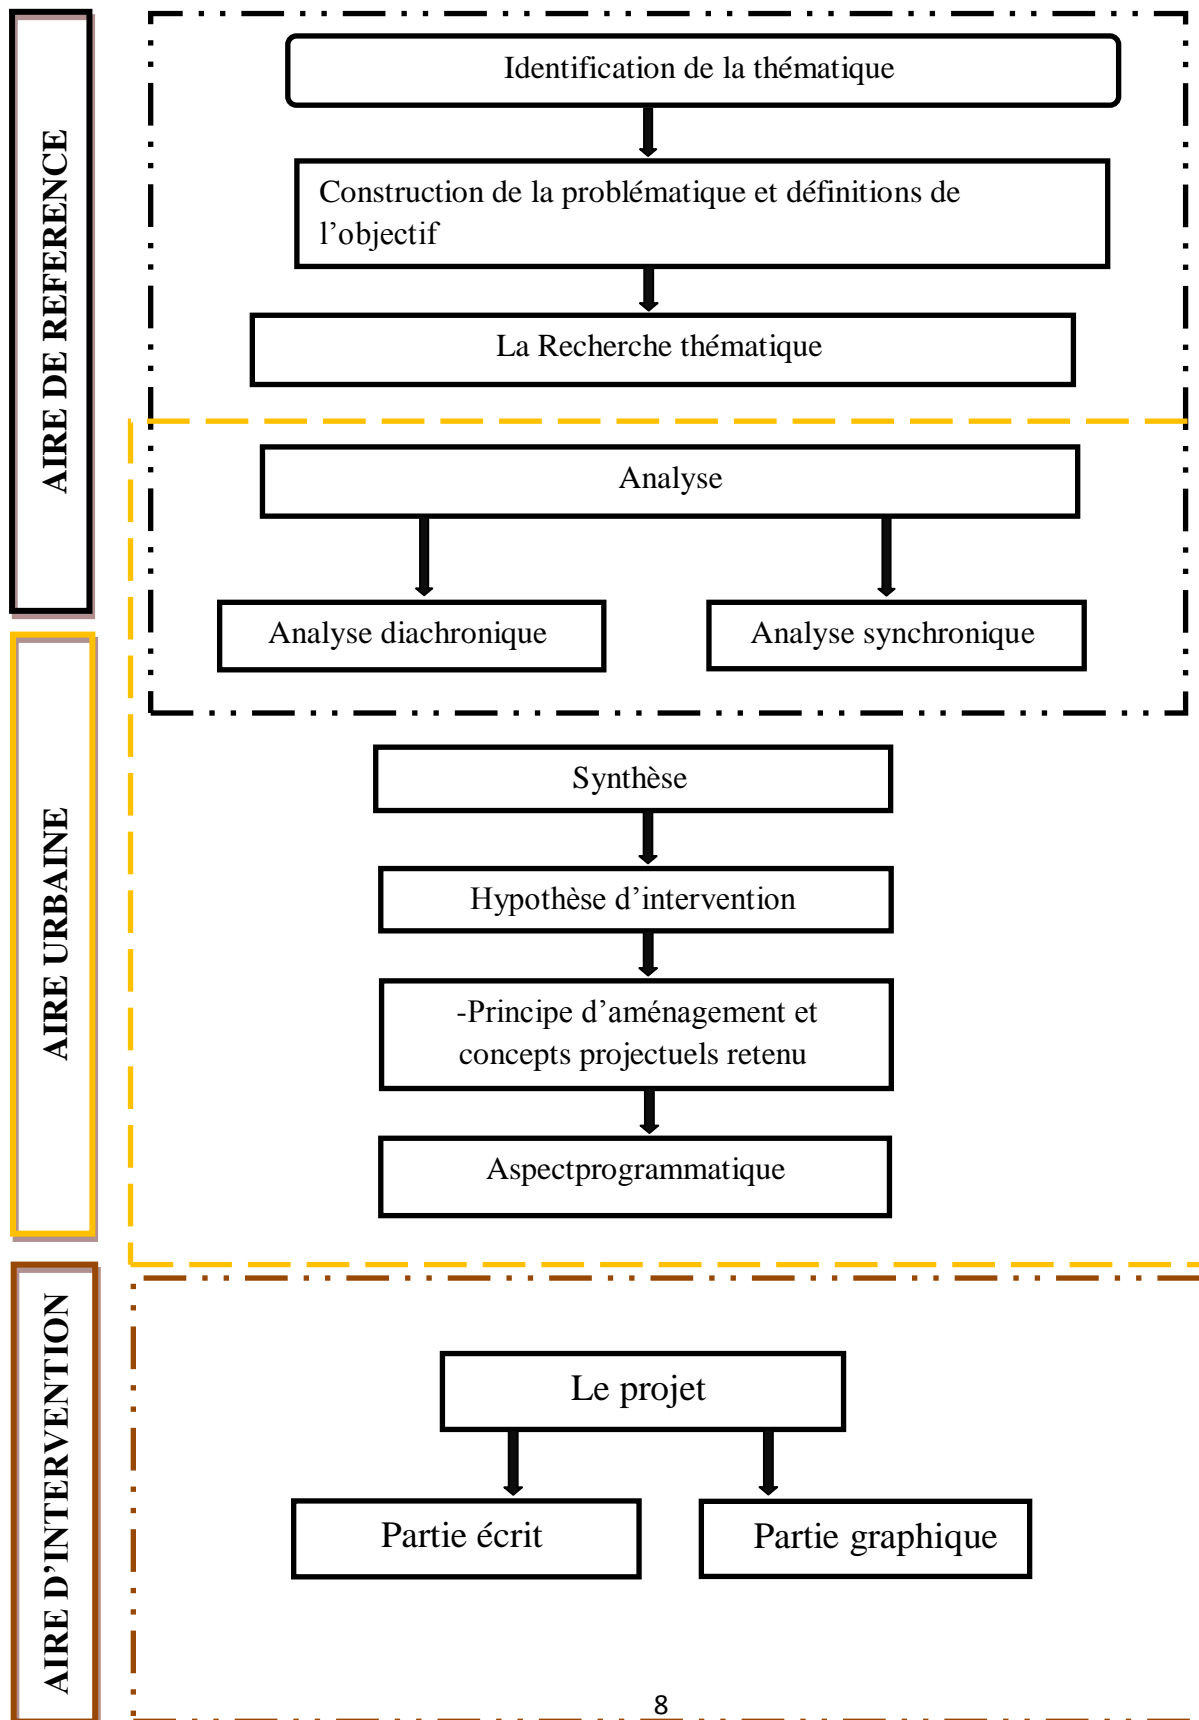 AIRE DE REFERENCE
Identification de la thématique
Construction de la problématique et définitions de
l’objectif
La Recherche thématique
Analyse
Analyse diachronique
Analyse synchronique
AIRE URBAINE
Synthèse
Hypothèse d’intervention
-Principe d’aménagement et
concepts projectuels retenu
Aspectprogrammatique
AIRE D’INTERVENTION
Le projet
Partie écrit
Partie graphique
8